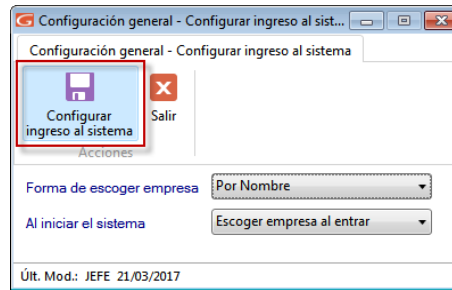 Configuración general - Configurar ingreso al sist...
Configuración general - Configurar ingreso al sistema
Configurar
ingreso al sistema
Salir
Acciones
Forma de escoger empresa Por Nombre
Al iniciar el sistema Escoger empresa al entrar
Últ. Mod.: JEFE 21/03/2017